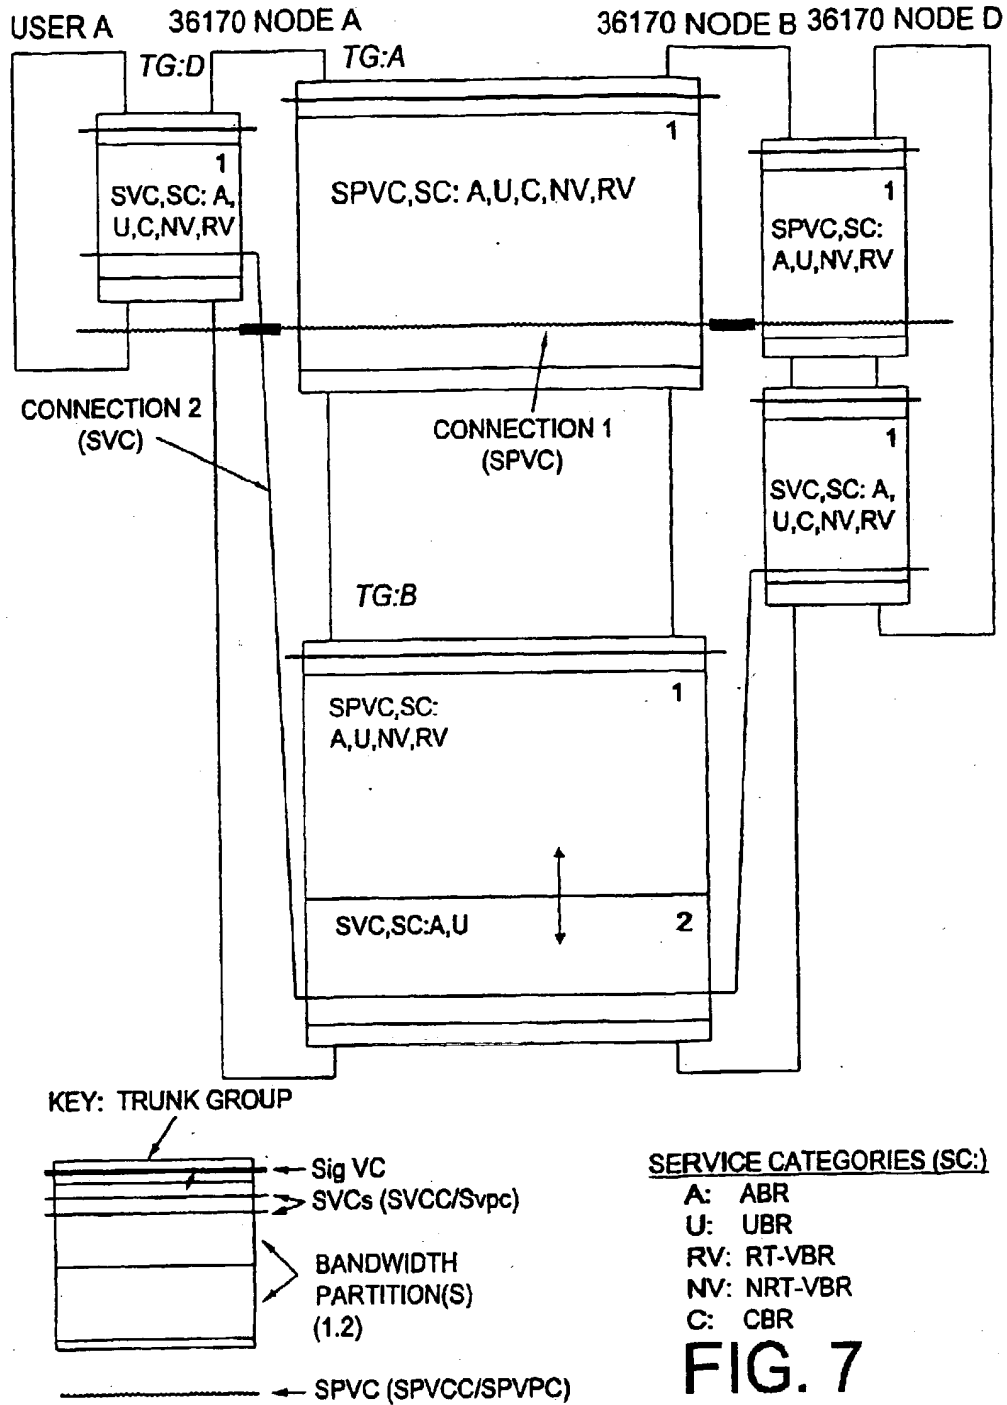 USER A
36170 NODE A
36170 NODE B
36170 NODE D
TG:D
TG:A
1
SVC,SC: A,
U,C,NV,RV
1
SPVC,SC: A,U,C,NV,RV
1
SPVC,SC:
A,U,NV,RV
CONNECTION 2
(SVC)
CONNECTION 1
(SPVC)
1
SVC,SC: A,
U,C,NV,RV
TG:B
1
SPVC,SC:
A,U,NV,RV
SVC,SC:A,U
2
KEY: TRUNK GROUP
Sig VC
SVCs (SVCC/Svpc)
BANDWIDTH
PARTITION(S)
(1.2)
SPVC (SPVCC/SPVPC)
SERVICE CATEGORIES (SC:)
A: ABR
U: UBR
RV: RT-VBR
NV: NRT-VBR
C: CBR
FIG. 7